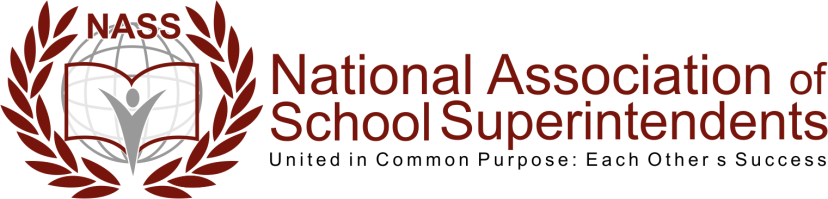 NASS
National Association of
School Superintendents
United in Common Purpose: Each Other s Success